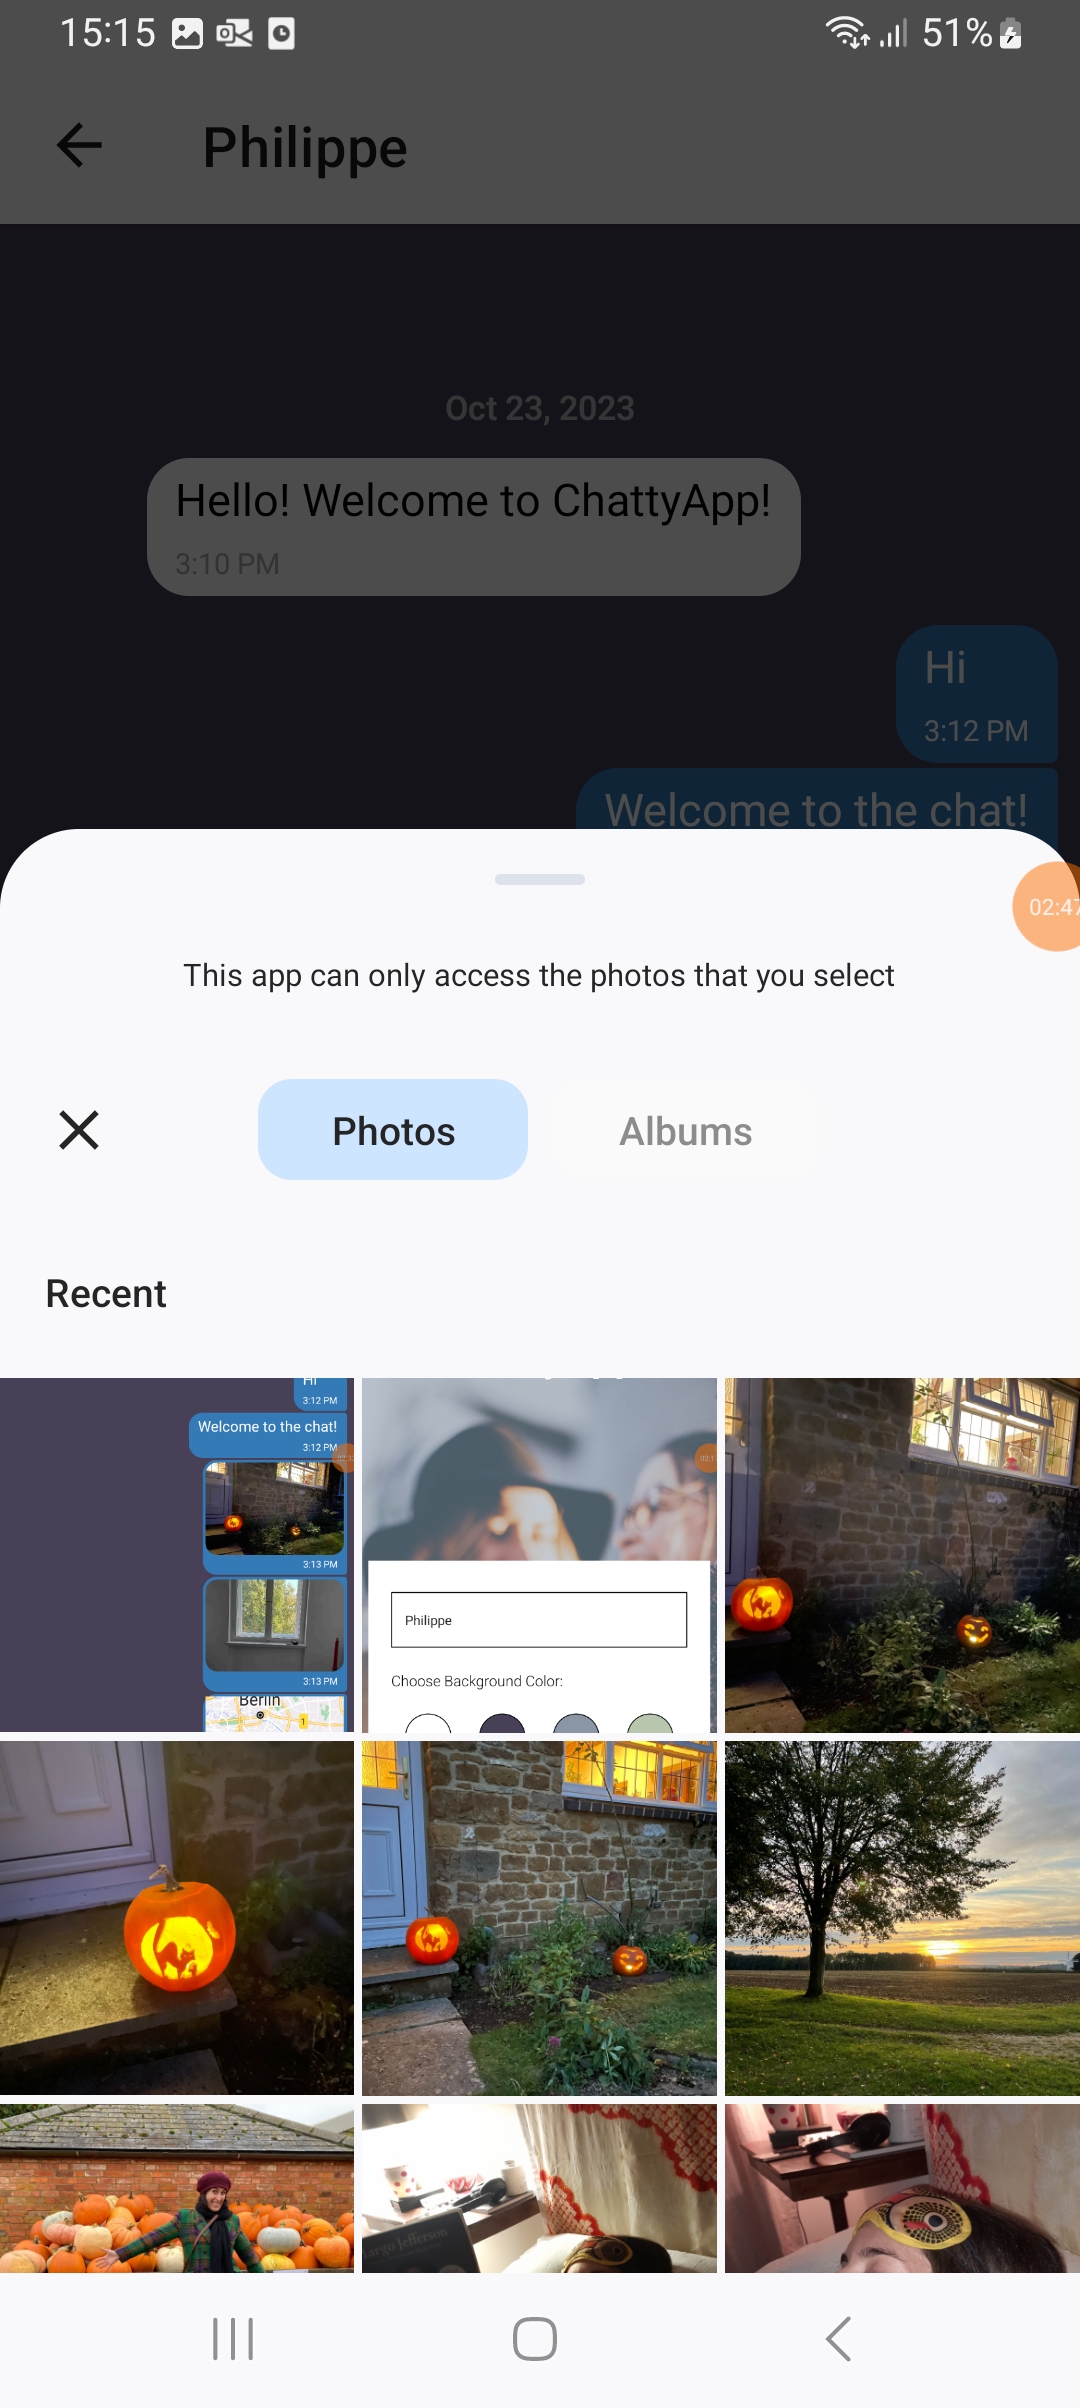 15:15
51%
Philippe
Oct 23, 2023
Hello! Welcome to ChattyApp!
3:10 PM
Hi
3:12 PM
Welcome to the chat!
02:47
This app can only access the photos that you select
Photos
Albums
Recent
Hi
3:12 PM
Welcome to the chat!
3:12 PM
3:13 PM
3:13 PM
Berlin
1
Philippe
Choose Background Color:
argo Jefferson